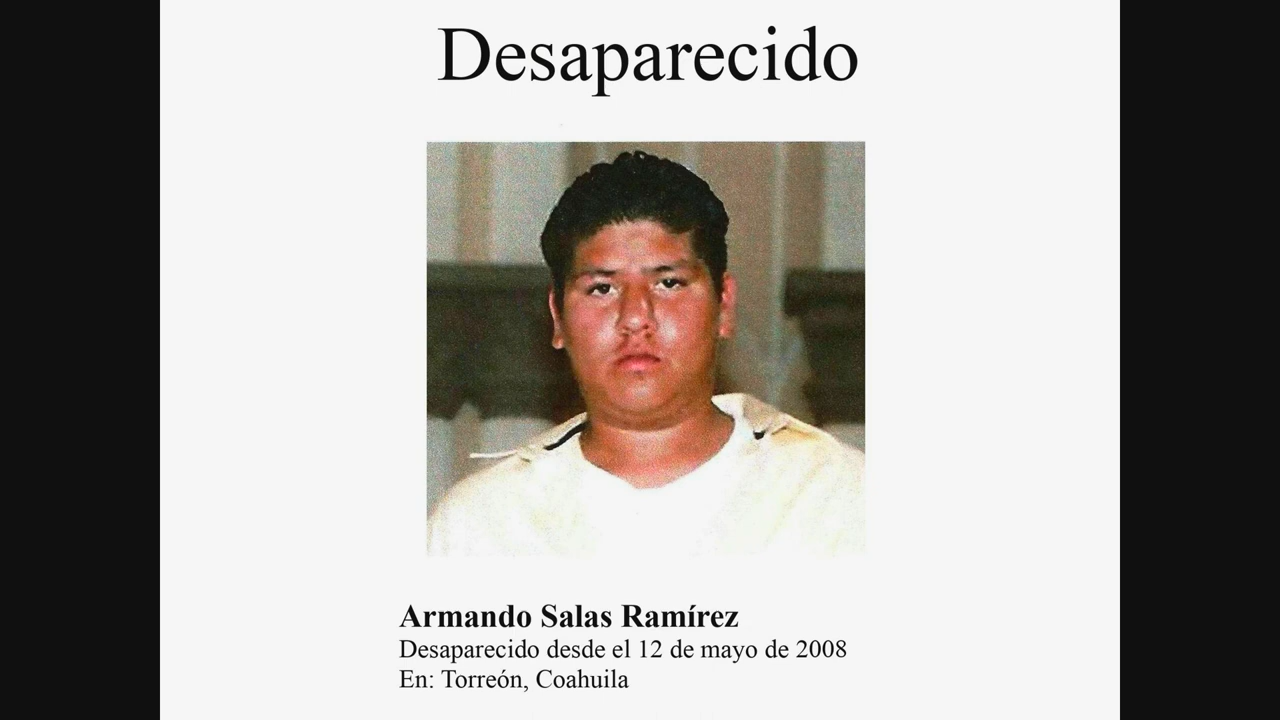 Desaparecido
Armando Salas Ramírez
Desaparecido desde el 12 de mayo de 2008
En: Torreón, Coahuila